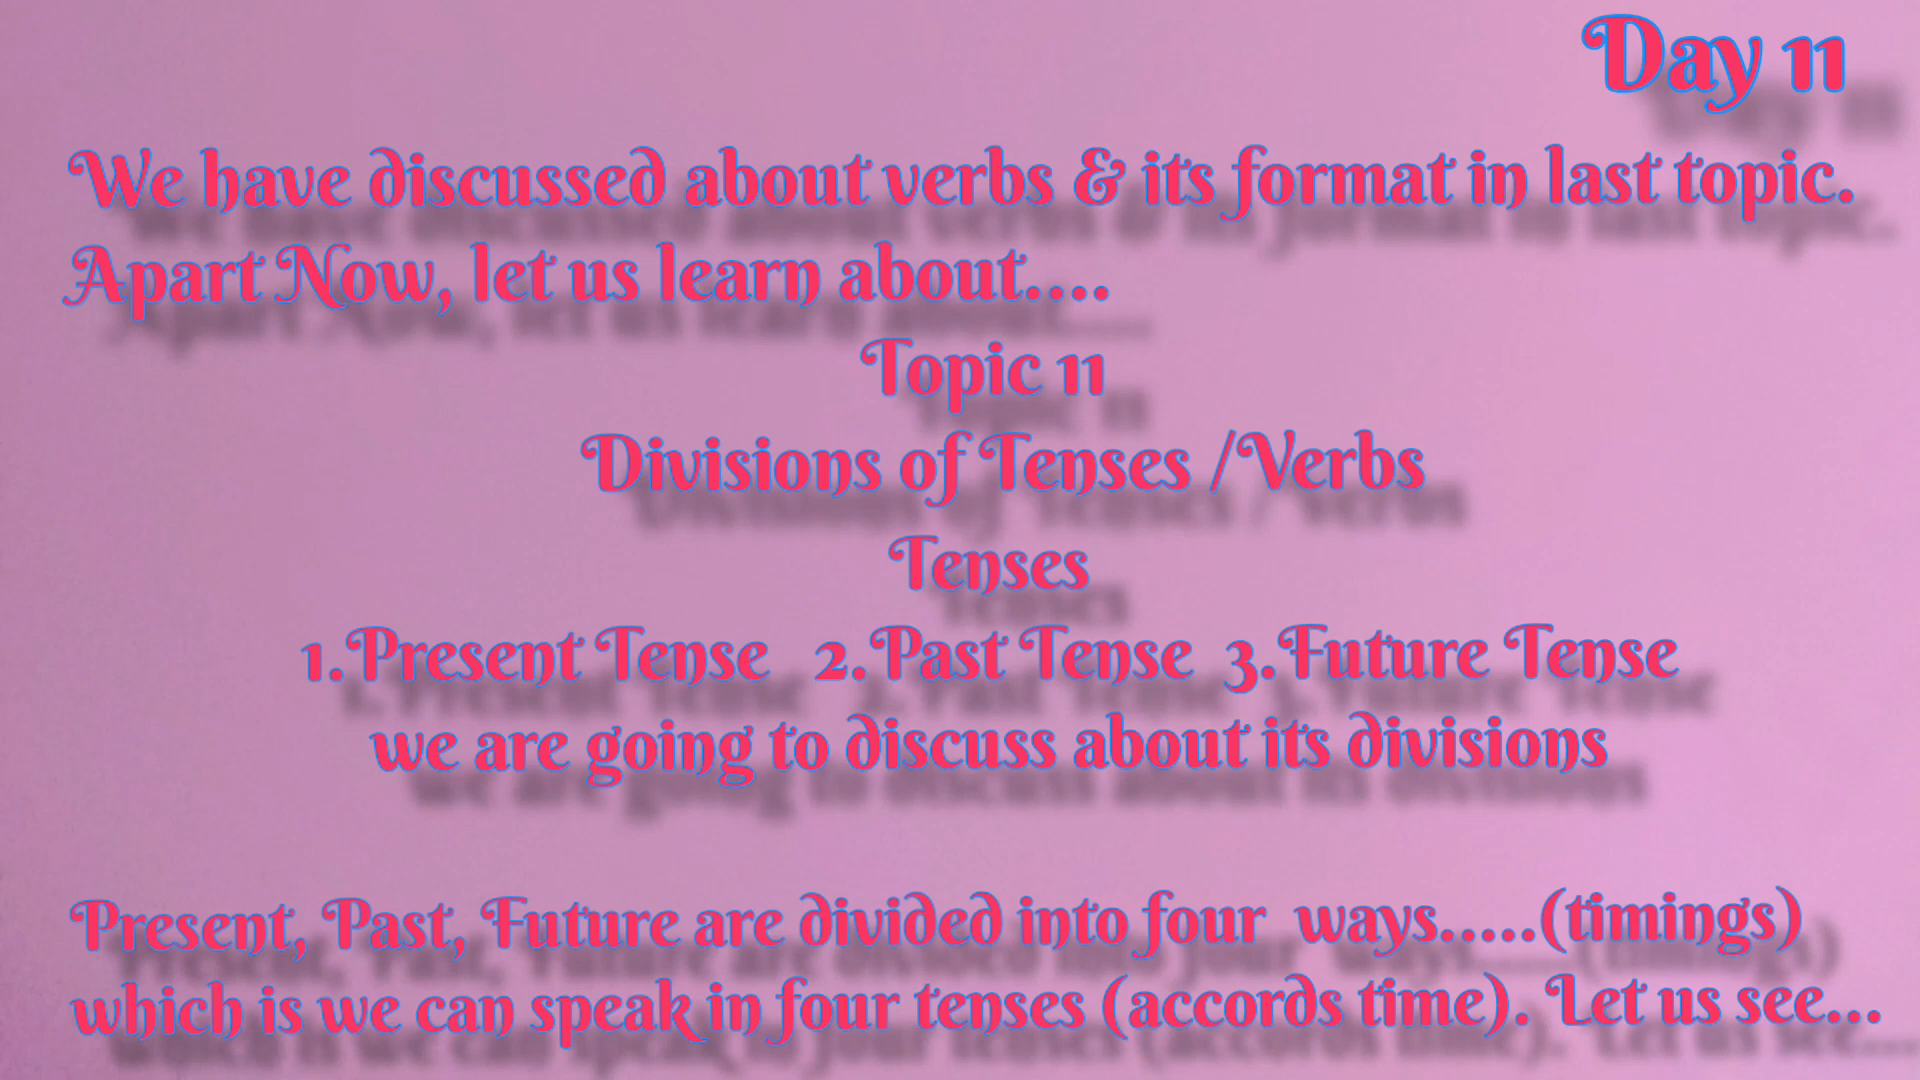 Day 11
We have discussed about verbs & its format in last topic.
Apart Now, let us learn about....
Topic 11
Divisions of Tenses /Verbs
Tenses
1.Present Tense 2.Past Tense 3.Future Tense
we are going to discuss about its divisions
Present, Past, Future are divided into four ways.....(timings)
which is we can speak in four tenses (accords time). Let us see...